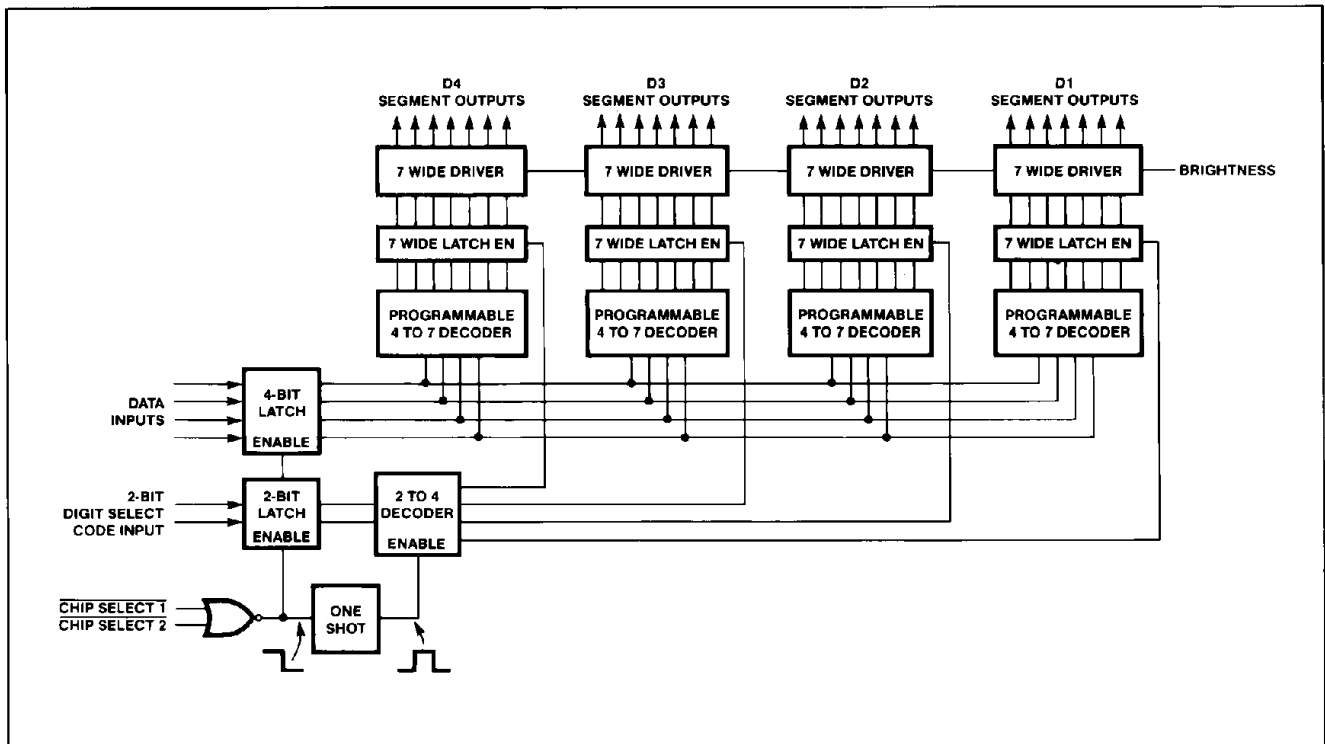 D4
SEGMENT OUTPUTS
D3
SEGMENT OUTPUTS
D2
SEGMENT OUTPUTS
D1
SEGMENT OUTPUTS
7 WIDE DRIVER
7 WIDE DRIVER
7 WIDE DRIVER
7 WIDE DRIVER
BRIGHTNESS
7 WIDE LATCH EN
7 WIDE LATCH EN
7 WIDE LATCH EN
7 WIDE LATCH EN
PROGRAMMABLE
4 TO 7 DECODER
PROGRAMMABLE
4 TO 7 DECODER
PROGRAMMABLE
4 TO 7 DECODER
PROGRAMMABLE
4 TO 7 DECODER
DATA
INPUTS
4-BIT
LATCH
ENABLE
2-BIT
DIGIT SELECT
CODE INPUT
2-BIT
LATCH
ENABLE
2 TO 4
DECODER
ENABLE
CHIP SELECT 1
CHIP SELECT 2
ONE
SHOT